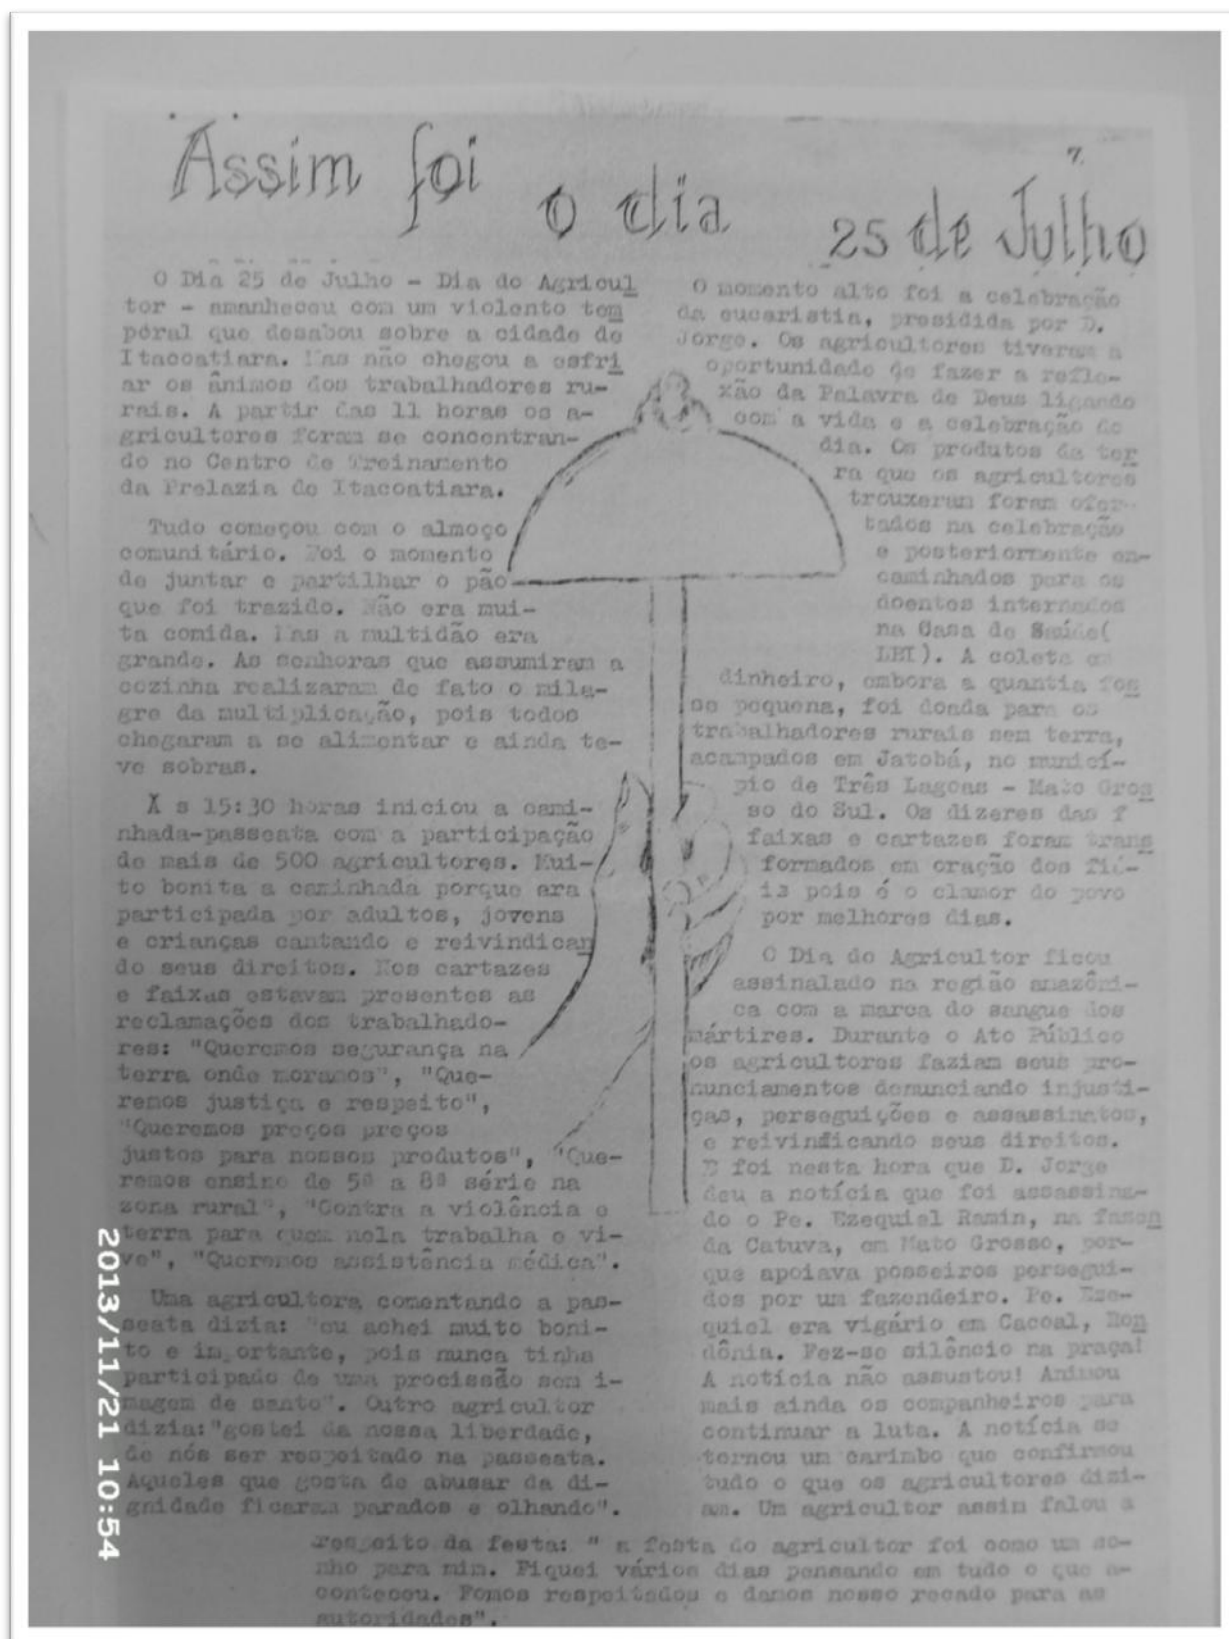 7.
Assim foi o dia 25 de Julho
O Dia 25 de Julho - Dia do Agricul
tor - amanheceu com um violento tem
poral que desabou sobre a cidade de
Itacoatiara. Mas não chegou a esfri
ar os ânimos dos trabalhadores ru-
rais. A partir das 11 horas os a-
gricultores foram se concentran-
do no Centro de Treinamento
da Prelazia de Itacoatiara.
Tudo começou com o almoço
comunitário. Foi o momento
de juntar e partilhar o pão
que foi trazido. Não era mui-
ta comida. Mas a multidão era
grande. As senhoras que assumiram a
cozinha realizaram de fato o mila-
gre da multiplicação, pois todos
chegaram a se alimentar e ainda te-
ve sobras.
Às 15:30 horas iniciou a cami-
nhada-passeata com a participação
de mais de 500 agricultores. Mui-
to bonita a caminhada porque era
participada por adultos, jovens
e crianças cantando e reivindican
do seus direitos. Nos cartazes
e faixas estavam presentes as
reclamações dos trabalhado-
res: "Queremos segurança na
terra onde moramos", "Que-
remos justiça e respeito",
"Queremos preços preços
justos para nossos produtos", "Que-
remos ensino de 5ª a 8ª série na
zona rural", "Contra a violência e
terra para quem nela trabalha e vi-
ve", "Queremos assistência médica".
Uma agricultora comentando a pas-
seata dizia: "eu achei muito boni-
to e importante, pois nunca tinha
participado de uma procissão sem i-
magem de santo". Outro agricultor
dizia:"gostei da nossa liberdade,
de nós ser respeitado na passeata.
Aqueles que gosta de abusar da di-
gnidade ficaram parados e olhando".
O momento alto foi a celebração
da eucaristia, presidida por D.
Jorge. Os agricultores tiveram a
oportunidade de fazer a refle-
xão da Palavra de Deus ligando
com a vida e a celebração do
dia. Os produtos da ter
ra que os agricultores
trouxeram foram ofer-
tados na celebração
e posteriormente en-
caminhados para os
doentes internados
na Casa de Saúde(
LBI). A coleta em
dinheiro, embora a quantia fos
se pequena, foi doada para os
trabalhadores rurais sem terra,
acampados em Jatobá, no municí-
pio de Três Lagoas - Mato Gros
so do Sul. Os dizeres das f
faixas e cartazes foram trans
formados em oração dos fié-
is pois é o clamor do povo
por melhores dias.
O Dia do Agricultor ficou
assinalado na região amazôni-
ca com a marca do sangue dos
mártires. Durante o Ato Público
os agricultores faziam seus pro-
nunciamentos denunciando injusti-
ças, perseguições e assassinatos,
e reivindicando seus direitos.
E foi nesta hora que D. Jorge
deu a notícia que foi assassina-
do o Pe. Ezequiel Ramin, na fazen
da Catuva, em Mato Grosso, por-
que apoiava posseiros persegui-
dos por um fazendeiro. Pe. Eze-
quiel era vigário em Cacoal, Ron
dônia. Fez-se silêncio na praça!
A notícia não assustou! Animou
mais ainda os companheiros para
continuar a luta. A notícia se
tornou um carimbo que confirmou
tudo o que os agricultores dizi-
am. Um agricultor assim falou a
respeito da festa: " a festa do agricultor foi como um so-
nho para mim. Fiquei vários dias pensando em tudo o que a-
conteceu. Fomos respeitados e damos nosso recado para as
autoridades".
2013/11/21 10:54